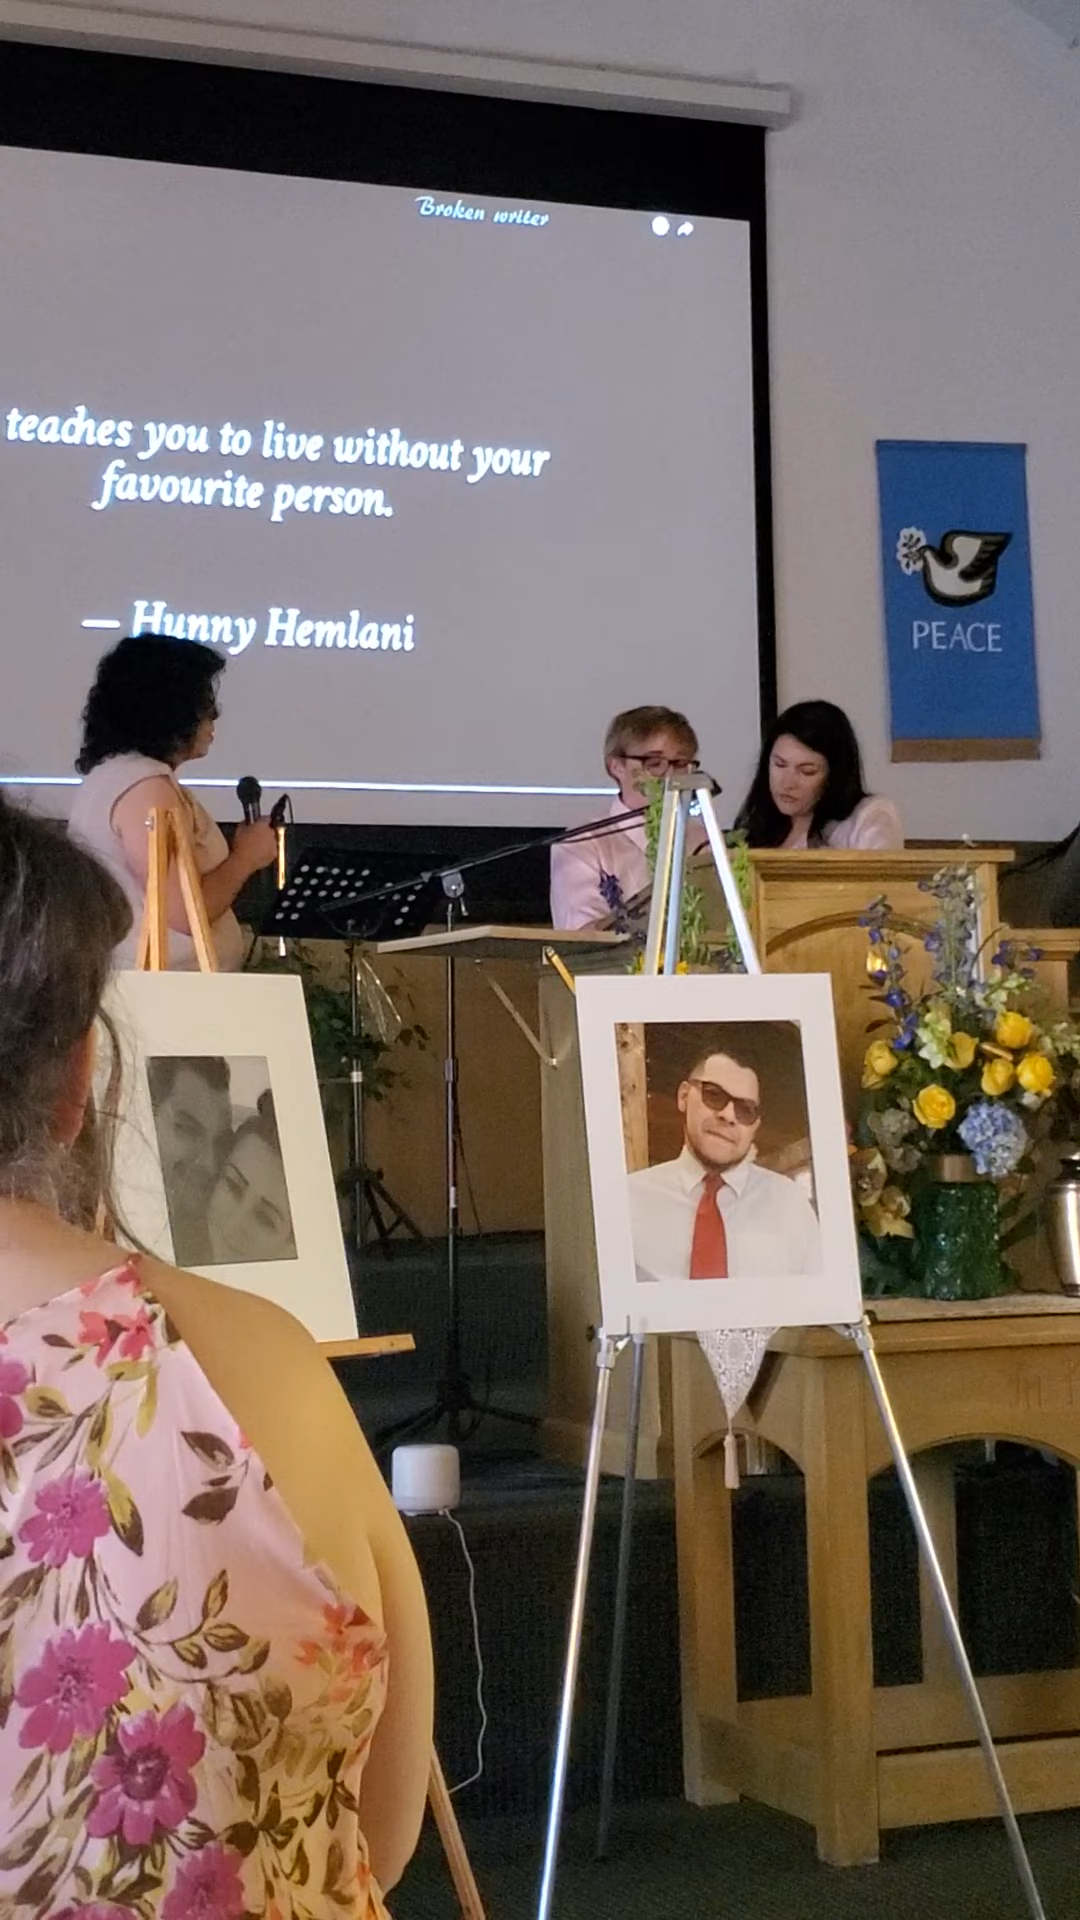 Broken writer
teaches you to live without your
favourite person.
— Hunny Hemlani
PEACE